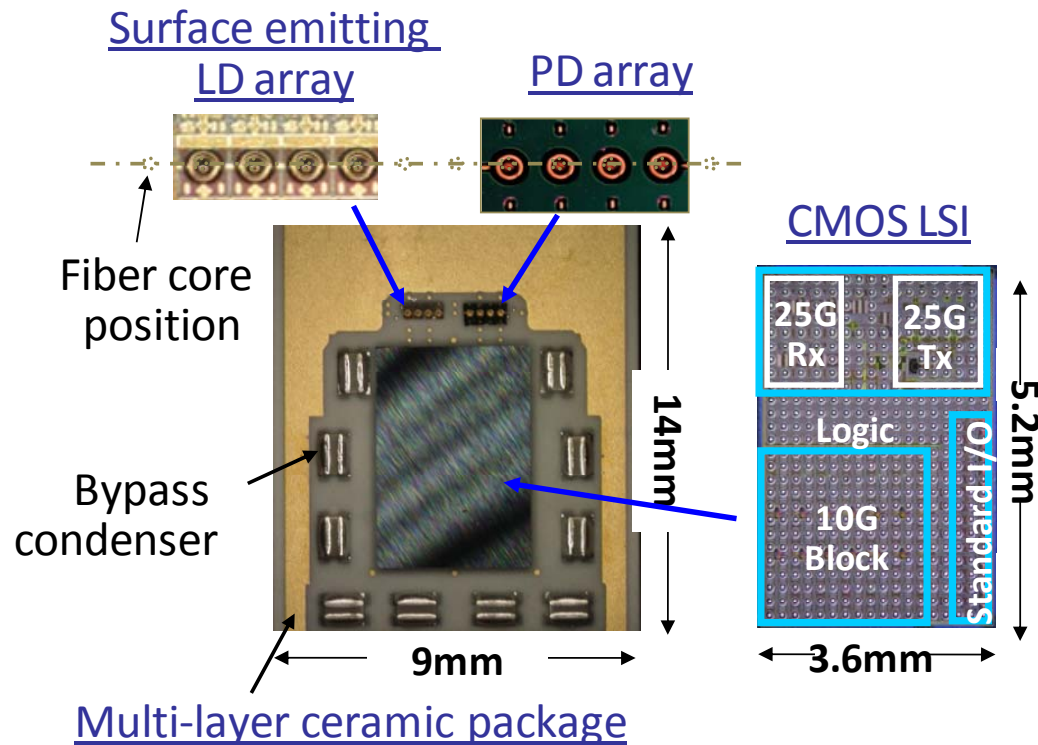 Surface emitting
LD array
PD array
Fiber core
position
CMOS LSI
25G
Rx
25G
Tx
Logic
10G
Block
Standard I/O
5.2mm
3.6mm
14mm
9mm
Bypass
condenser
Multi-layer ceramic package